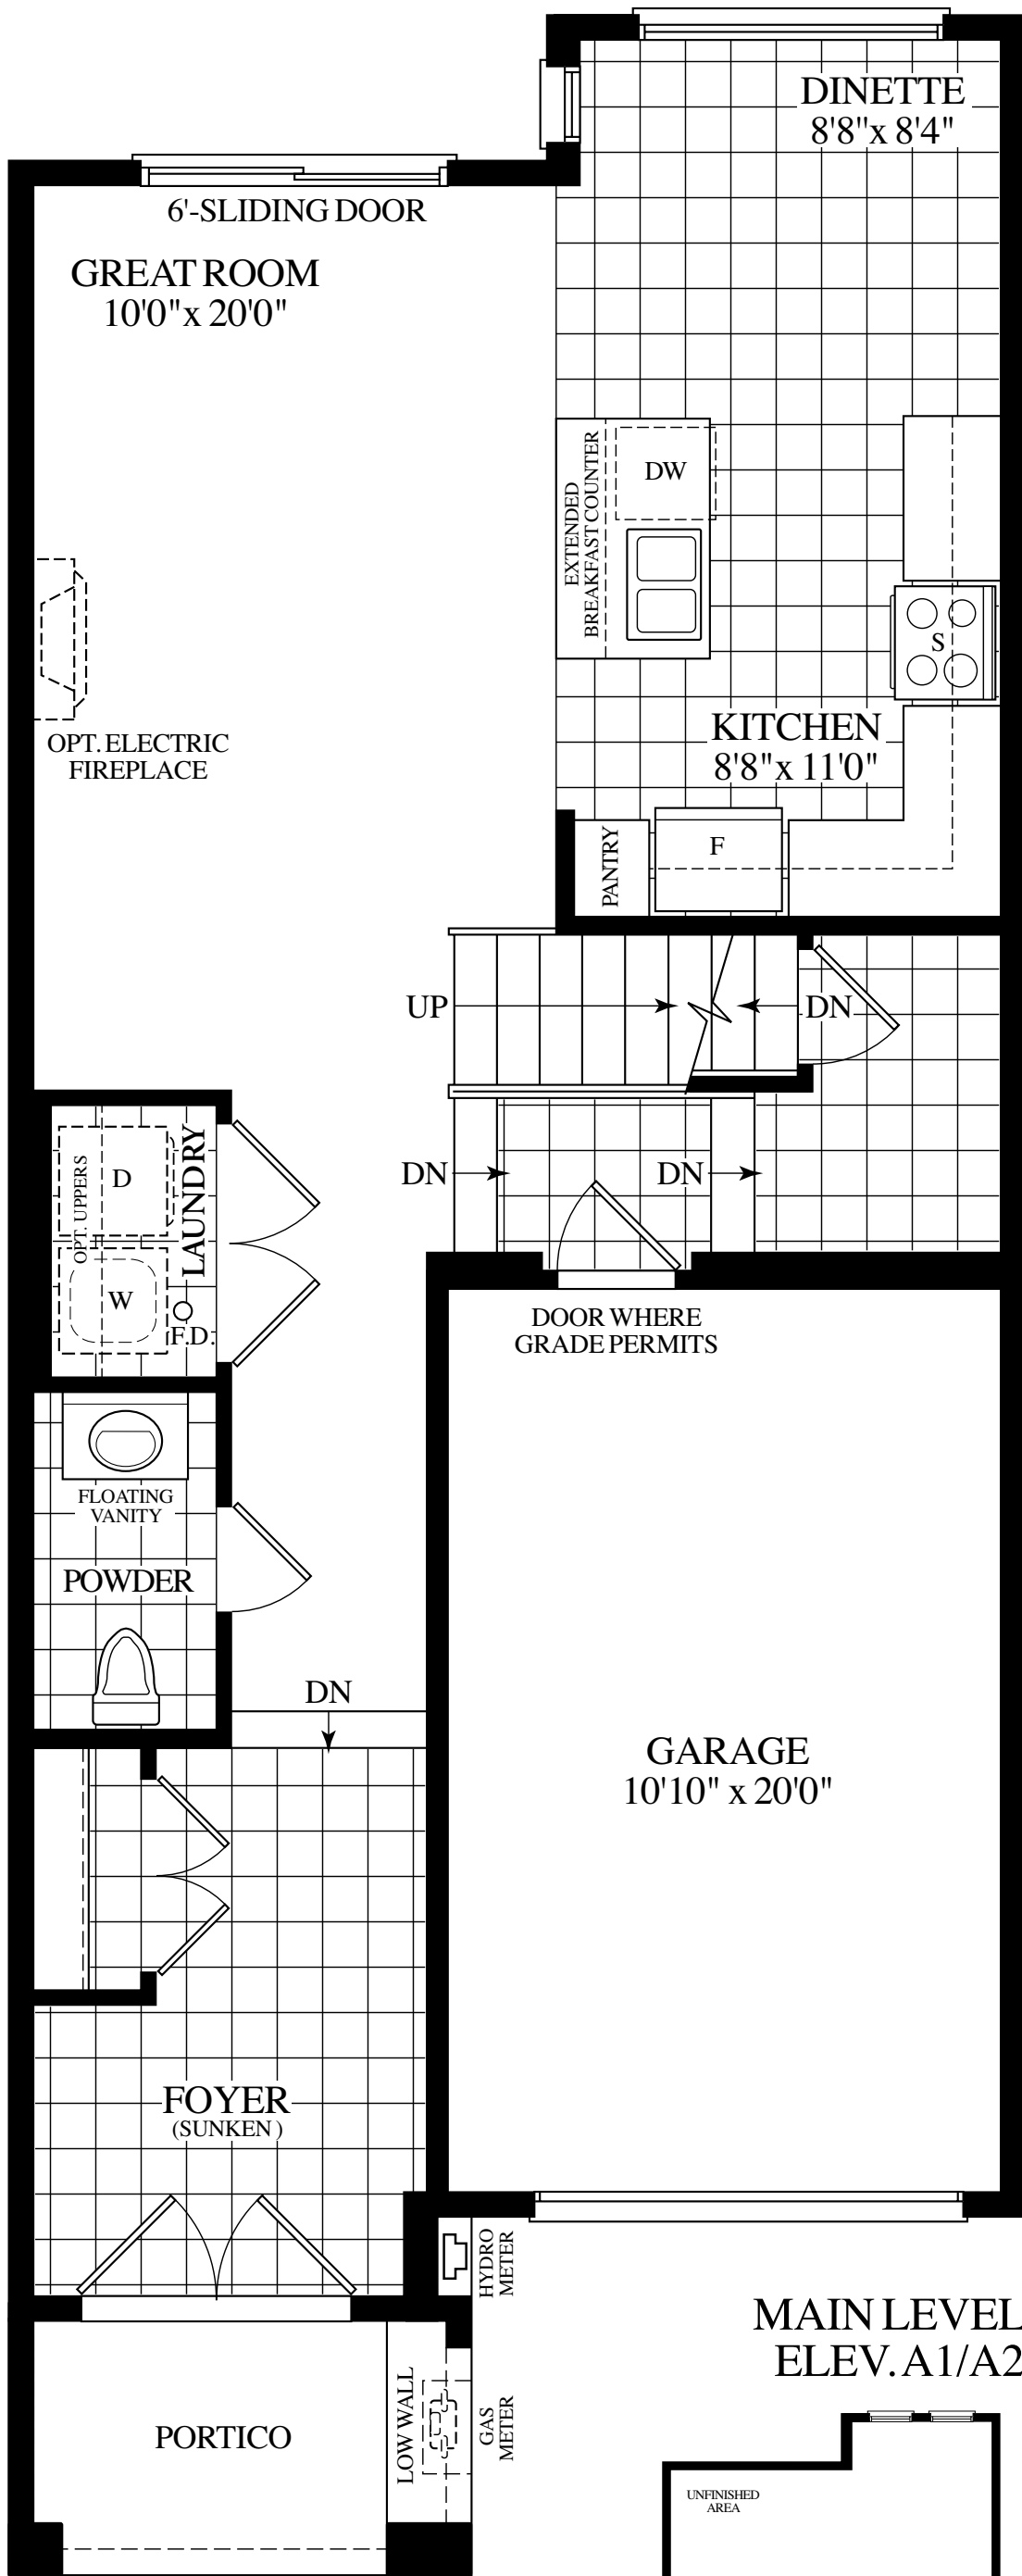 DINETTE
8'8"x 8'4"
6'-SLIDING DOOR
GREAT ROOM
10'0"x 20'0"
EXTENDED
BREAKFAST COUNTER
DW
S
OPT. ELECTRIC
FIREPLACE
KITCHEN
8'8"x 11'0"
PANTRY
F
UP
DN
DN
DN
OPT. UPPERS
D
LAUNDRY
W
F.D.
DOOR WHERE
GRADE PERMITS
FLOATING
VANITY
POWDER
DN
GARAGE
10'10" x 20'0"
FOYER
(SUNKEN )
HYDRO
METER
MAIN LEVEL
ELEV. A1/A2
PORTICO
LOW WALL
GAS
METER
UNFINISHED
AREA